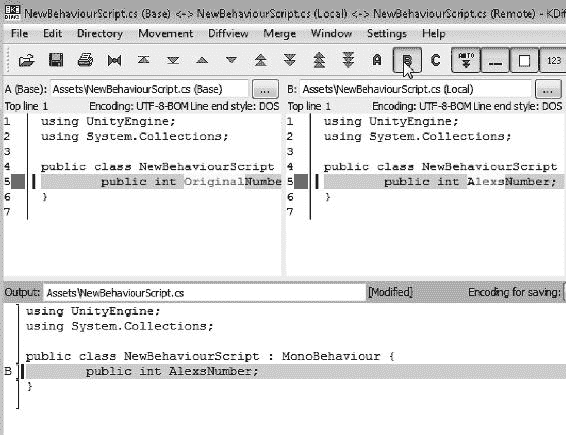 NewBehaviourScript.cs (Base) <-> NewBehaviourScript.cs (Local) <-> NewBehaviourScript.cs (Remote) - KDiff
File Edit Directory Movement Diffview Merge Window Settings Help
A B C AUTO 123
A (Base): Assets\NewBehaviourScript.cs (Base) ...
Top line 1 Encoding: UTF-8-BOM Line end style: DOS
1 using UnityEngine;
2 using System.Collections;
3
4 public class NewBehaviourScript
5 public int OriginalNumbe
6 }
7
B: Assets\NewBehaviourScript.cs (Local) ...
Top line 1 Encoding: UTF-8-BOM Line end style: DOS
1 using UnityEngine;
2 using System.Collections;
3
4 public class NewBehaviourScript
5 public int AlexsNumber;
6 }
7
Output: Assets\NewBehaviourScript.cs [Modified] Encoding for saving:
using UnityEngine;
using System.Collections;
public class NewBehaviourScript : MonoBehaviour {
B public int AlexsNumber;
}